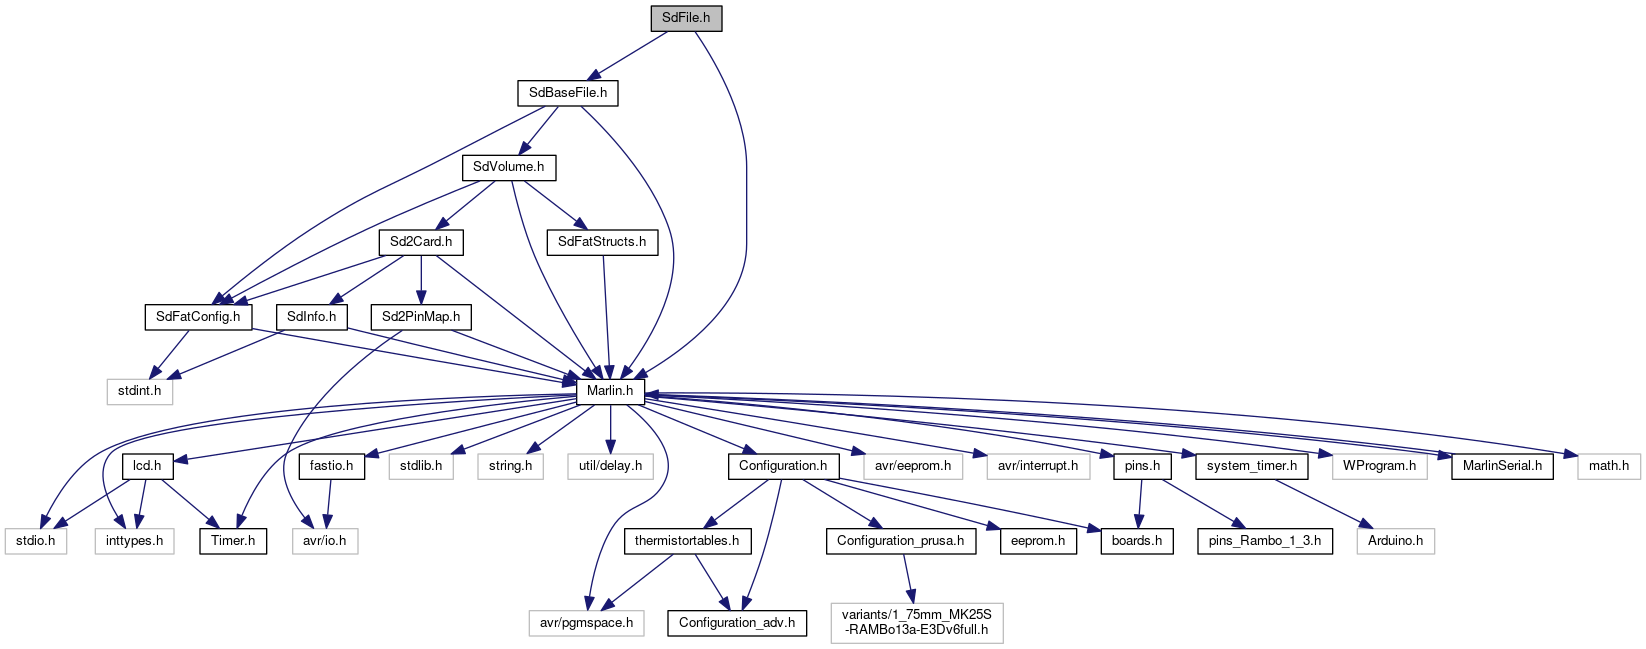 SdFile.h
SdBaseFile.h
SdVolume.h
Sd2Card.h
SdFatStructs.h
SdFatConfig.h
SdInfo.h
Sd2PinMap.h
stdint.h
Marlin.h
lcd.h
fastio.h
stdlib.h
string.h
util/delay.h
Configuration.h
avr/eeprom.h
avr/interrupt.h
pins.h
system_timer.h
WProgram.h
MarlinSerial.h
math.h
stdio.h
inttypes.h
Timer.h
avr/io.h
thermistortables.h
Configuration_prusa.h
eeprom.h
boards.h
pins_Rambo_1_3.h
Arduino.h
avr/pgmspace.h
Configuration_adv.h
variants/1_75mm_MK25S
-RAMBo13a-E3Dv6full.h